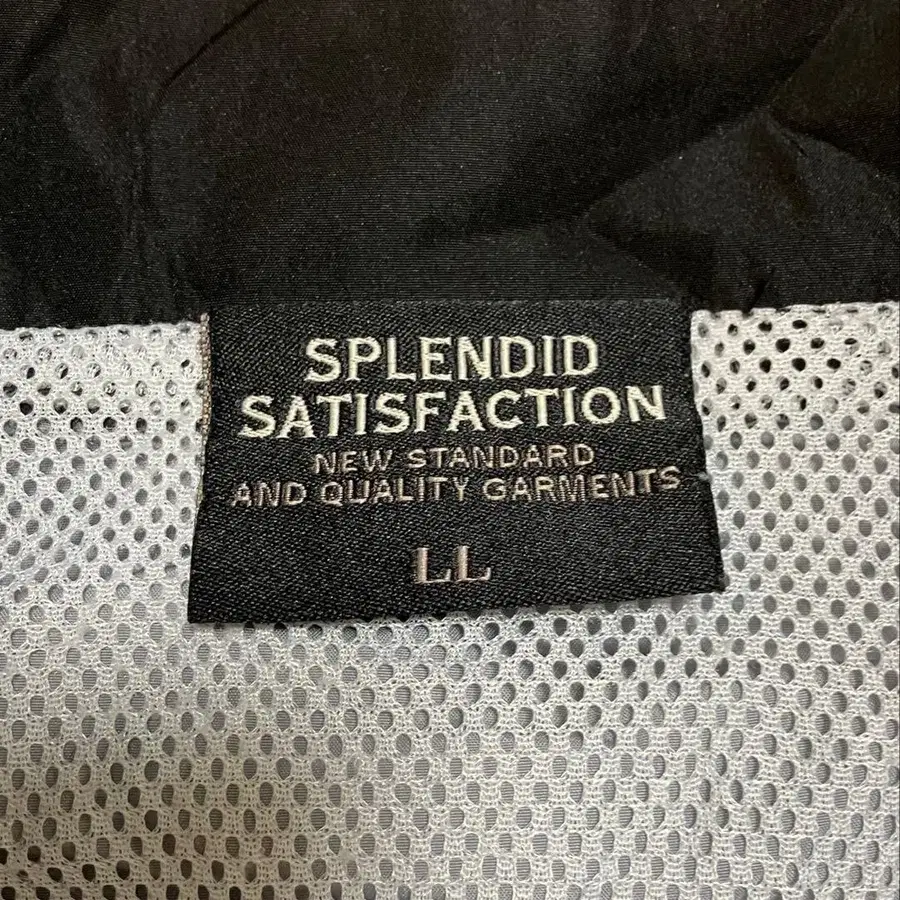 SPLENDID
SATISFACTION
NEW STANDARD
AND QUALITY GARMENTS
LL